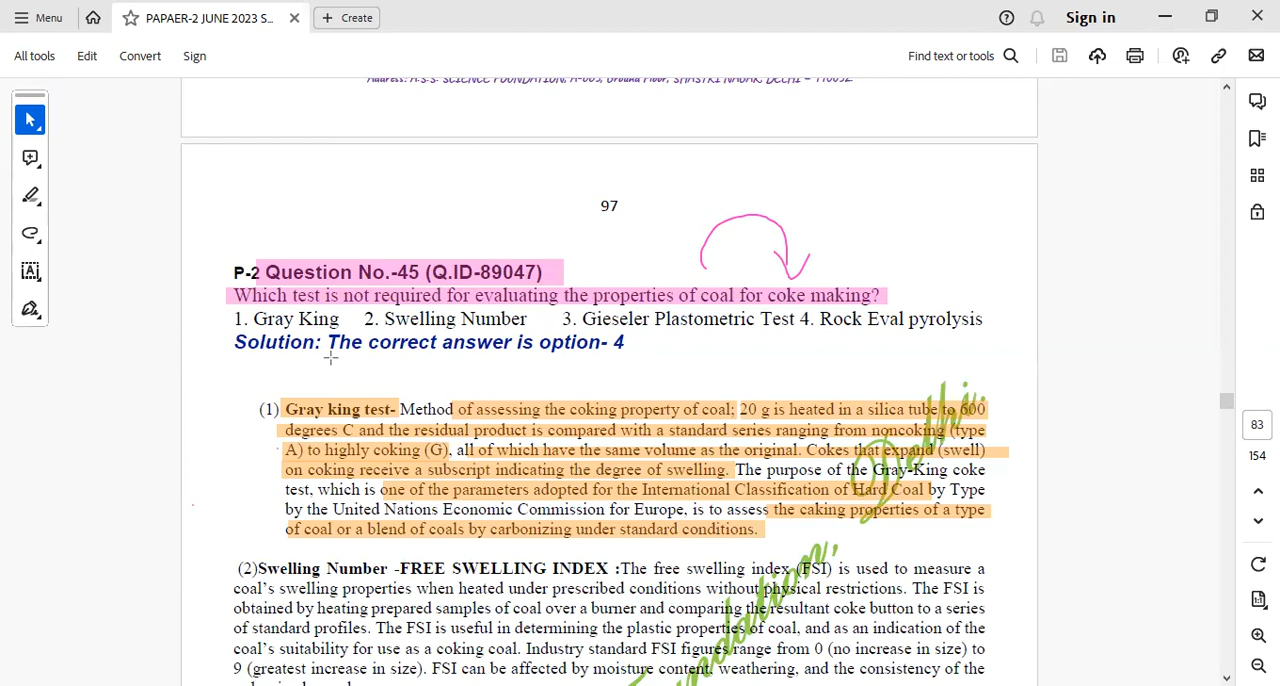 Menu
PAPAER-2 JUNE 2023 S...
Create
Sign in
All tools Edit Convert Sign
Find text or tools
Address: A.S.S. SCIENCE FOUNDATION, Ground Floor, SHASTRI NAGAR, DELHI
97
P-2 Question No.-45 (Q.ID-89047)
Which test is not required for evaluating the properties of coal for coke making?
1. Gray King 2. Swelling Number 3. Gieseler Plastometric Test 4. Rock Eval pyrolysis
Solution: The correct answer is option- 4
(1) Gray king test- Method of assessing the coking property of coal; 20 g is heated in a silica tube to 600
degrees C and the residual product is compared with a standard series ranging from noncoking (type
A) to highly coking (G), all of which have the same volume as the original. Cokes that expand (swell)
on coking receive a subscript indicating the degree of swelling. The purpose of the Gray-King coke
test, which is one of the parameters adopted for the International Classification of Hard Coal by Type
by the United Nations Economic Commission for Europe, is to assess the caking properties of a type
of coal or a blend of coals by carbonizing under standard conditions.
(2)Swelling Number -FREE SWELLING INDEX :The free swelling index (FSI) is used to measure a
coal's swelling properties when heated under prescribed conditions without physical restrictions. The FSI is
obtained by heating prepared samples of coal over a burner and comparing the resultant coke button to a series
of standard profiles. The FSI is useful in determining the plastic properties of coal, and as an indication of the
coal's suitability for use as a coking coal. Industry standard FSI figures range from 0 (no increase in size) to
9 (greatest increase in size). FSI can be affected by moisture content, weathering, and the consistency of the
Delhi.
83
154